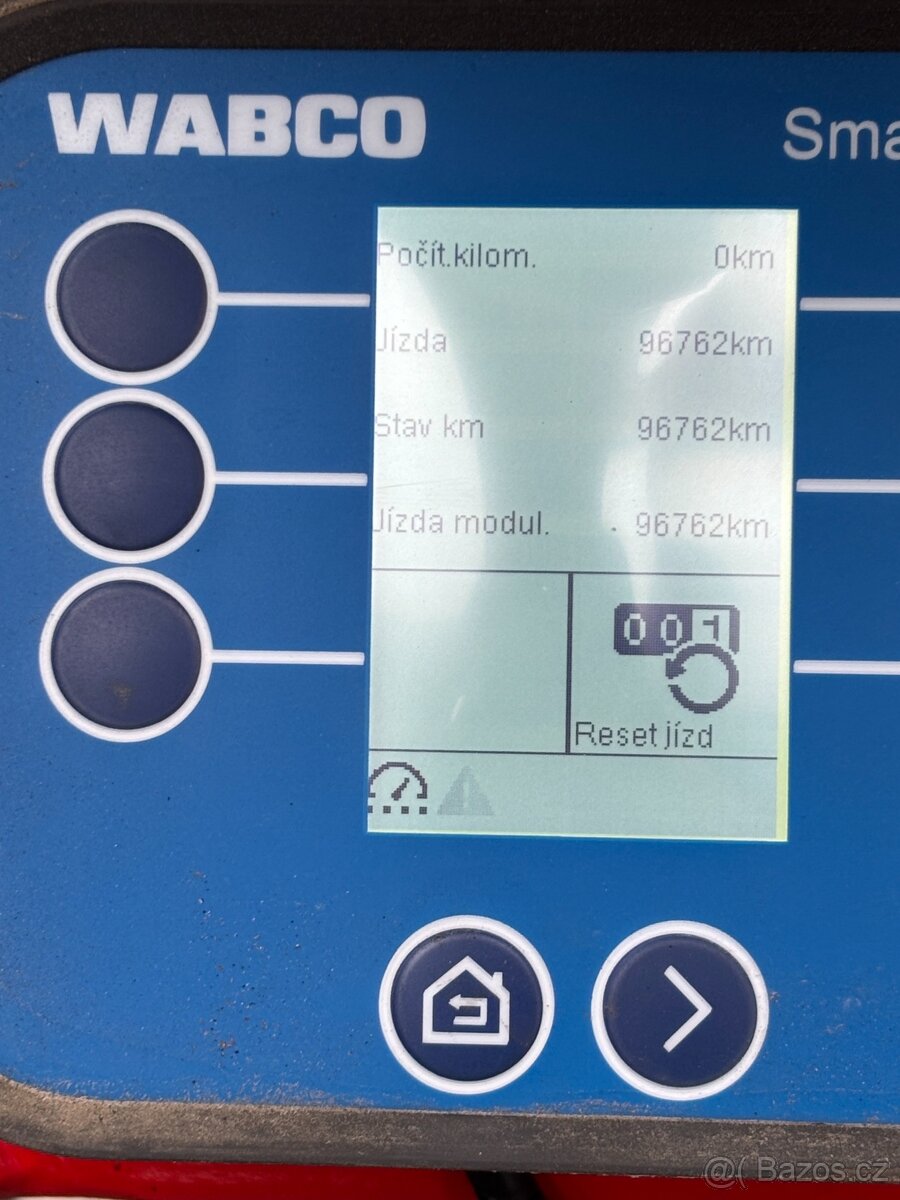 WABCO
Sma
Počít.kilom. 0km
Jízda 96762km
Stav km 96762km
Jízda modul. 96762km
001
Reset jízd
@( Bazos.cz